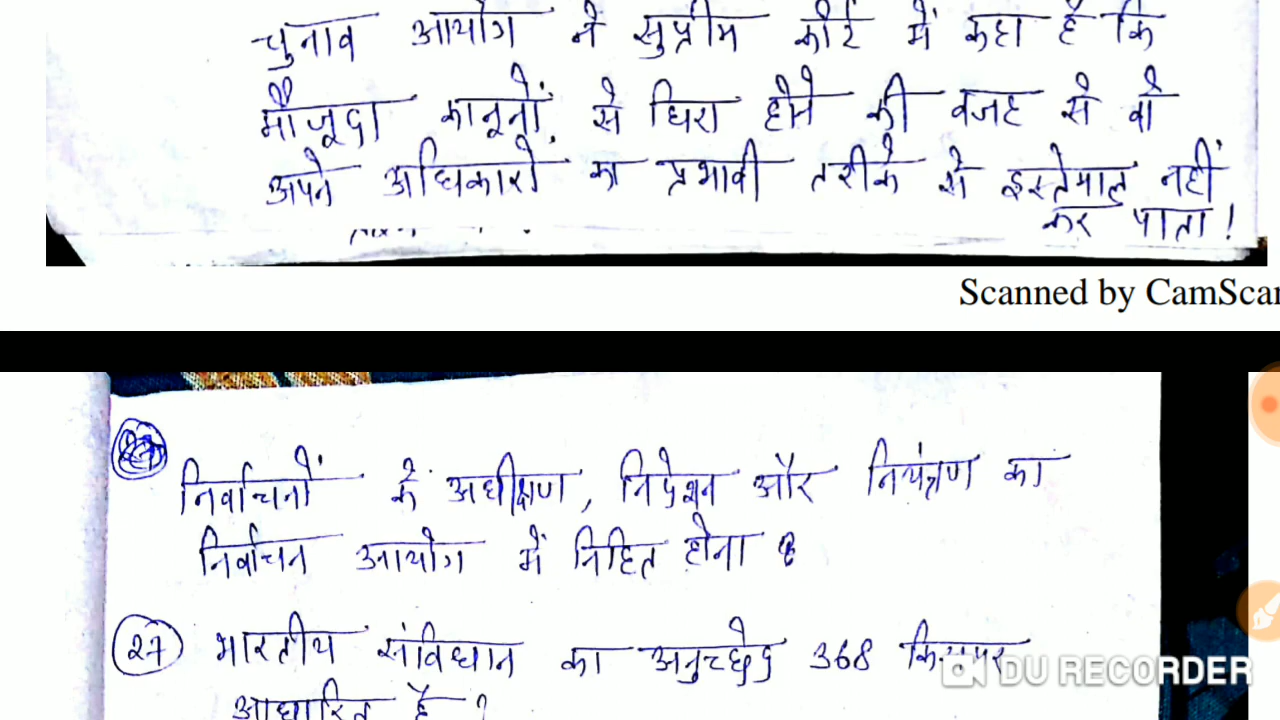 चुनाव आयोग ने सुप्रीम कोर्ट में कहा है कि
मौजूदा कानूनों से घिरा होने की वजह से वो
अपने अधिकारों का प्रभावी तरीके से इस्तेमाल नहीं
कर पाता!
Scanned by CamScan
निर्वाचनों के अधीक्षण, निदेशन और नियंत्रण का
निर्वाचन आयोग में निहित होना
27 भारतीय संविधान का अनुच्छेद 368 किसपर
DU RECORDER
आधारित है ?